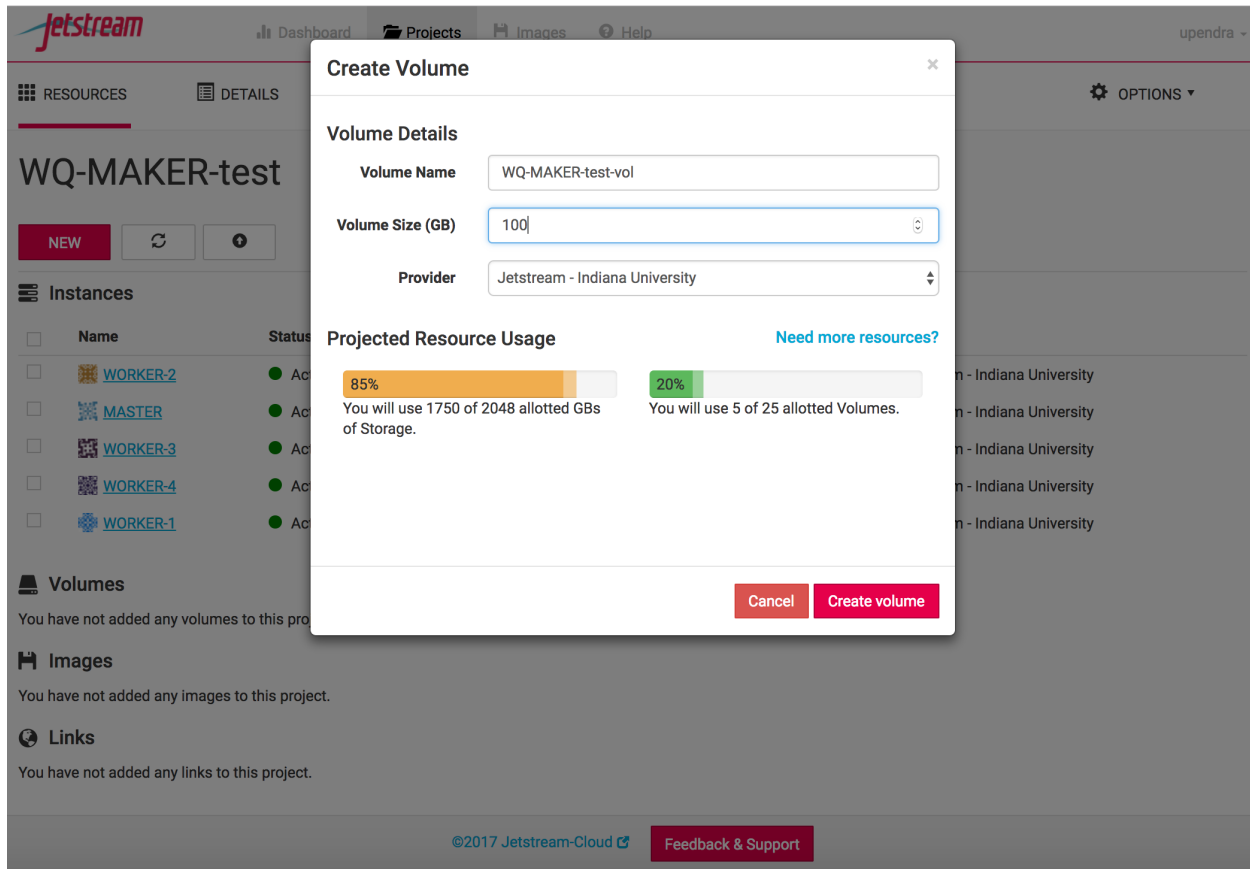 Jetstream
Dashboard Projects Images Help upendra
RESOURCES DETAILS OPTIONS
WQ-MAKER-test
NEW
Instances
Name Status
WORKER-2 Ac m - Indiana University
MASTER Ac m - Indiana University
WORKER-3 Ac m - Indiana University
WORKER-4 Ac m - Indiana University
WORKER-1 Ac m - Indiana University
Volumes
You have not added any volumes to this pro
Images
You have not added any images to this project.
Links
You have not added any links to this project.
©2017 Jetstream-Cloud Feedback & Support
Create Volume ×
Volume Details
Volume Name WQ-MAKER-test-vol
Volume Size (GB) 100
Provider Jetstream - Indiana University
Projected Resource Usage Need more resources?
85% 20%
You will use 1750 of 2048 allotted GBs
of Storage.
You will use 5 of 25 allotted Volumes.
Cancel Create volume